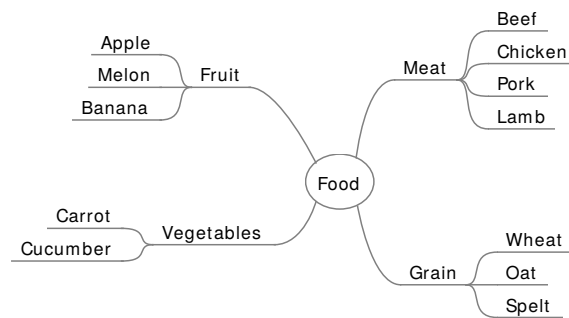 Food
Fruit
Apple
Melon
Banana
Vegetables
Carrot
Cucumber
Meat
Beef
Chicken
Pork
Lamb
Grain
Wheat
Oat
Spelt